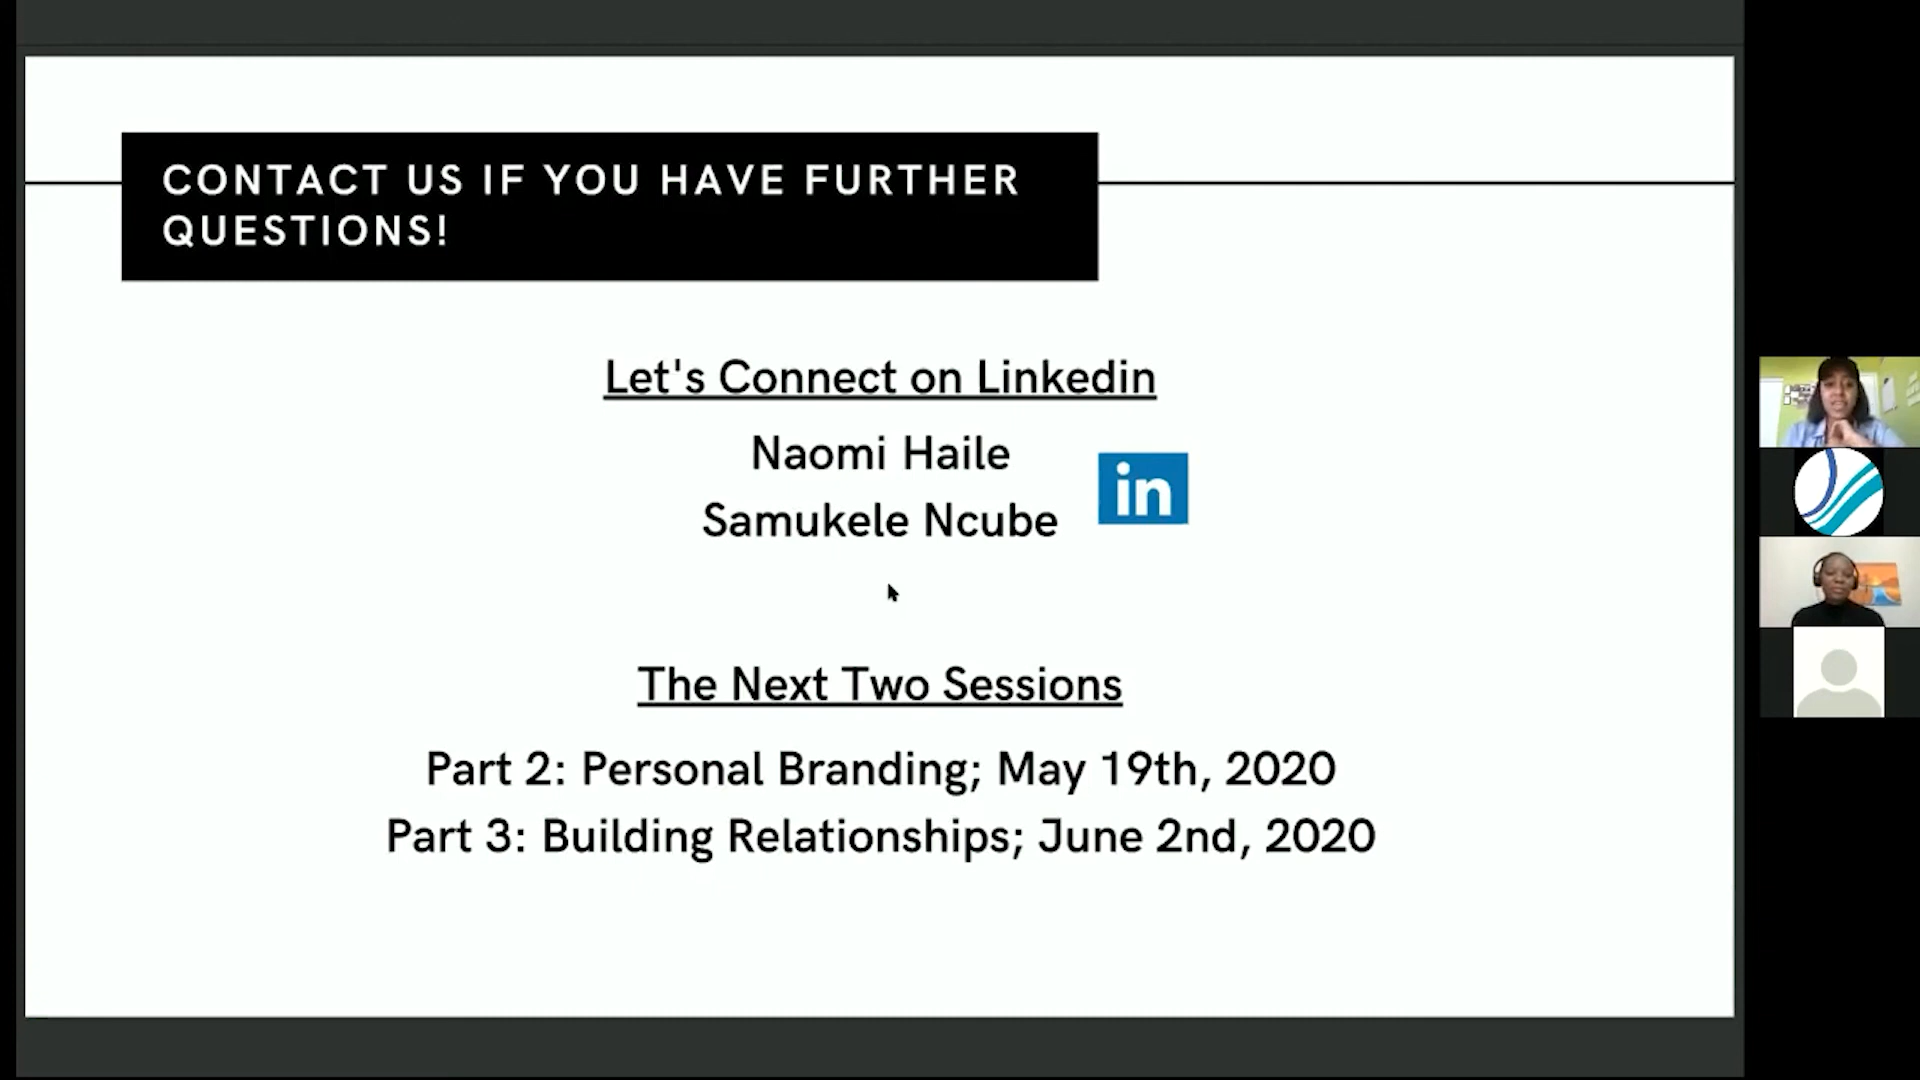 CONTACT US IF YOU HAVE FURTHER
QUESTIONS!
Let's Connect on Linkedin
Naomi Haile
Samukele Ncube
in
The Next Two Sessions
Part 2: Personal Branding; May 19th, 2020
Part 3: Building Relationships; June 2nd, 2020